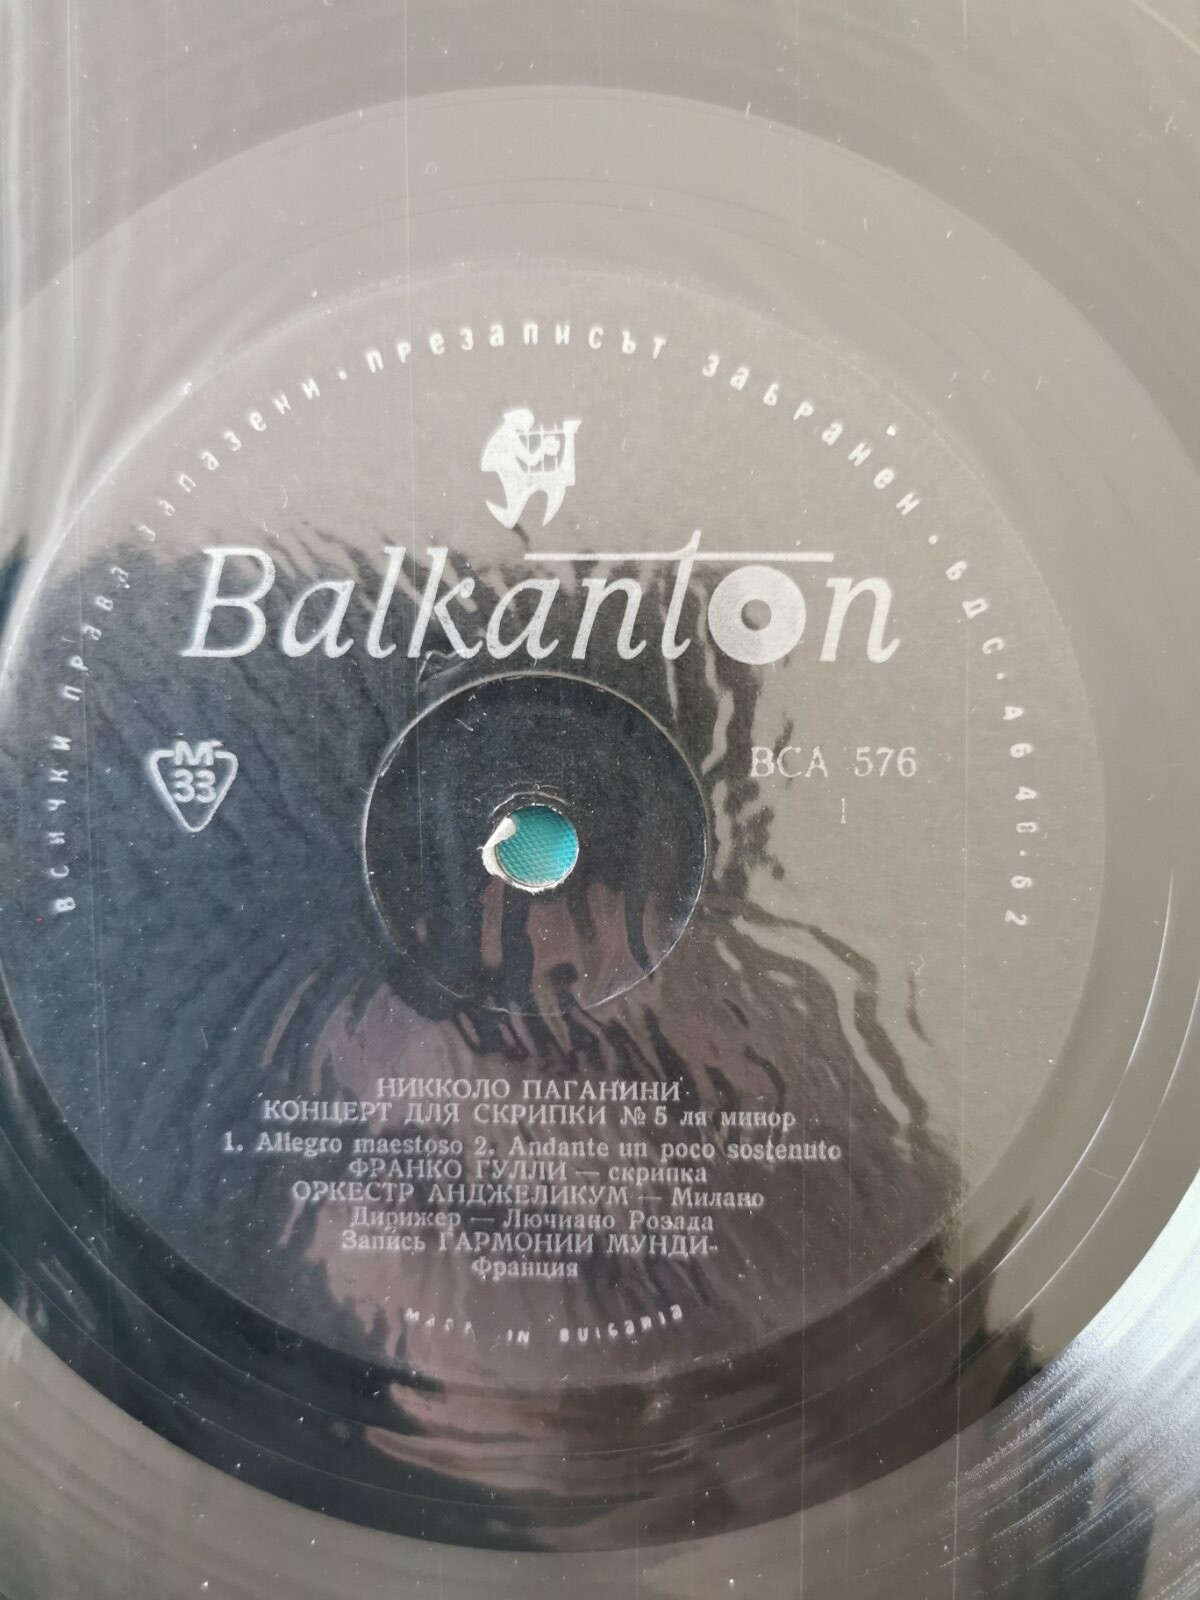 всички права запазени · презаписът забранен · БДС · 4648·62
Balkanton
М
33
ВСА 576
1
НИККОЛО ПАГАНИНИ
КОНЦЕРТ ДЛЯ СКРИПКИ № 5 ля минор
1. Allegro maestoso 2. Andante un poco sostenuto
ФРАНКО ГУЛЛИ — скрипка
ОРКЕСТР АНДЖЕЛИКУМ — Милано
Дирижер — Лючиано Розада
Запись ГАРМОНИИ МУНДИ-
Франция
MADE IN BULGARIA